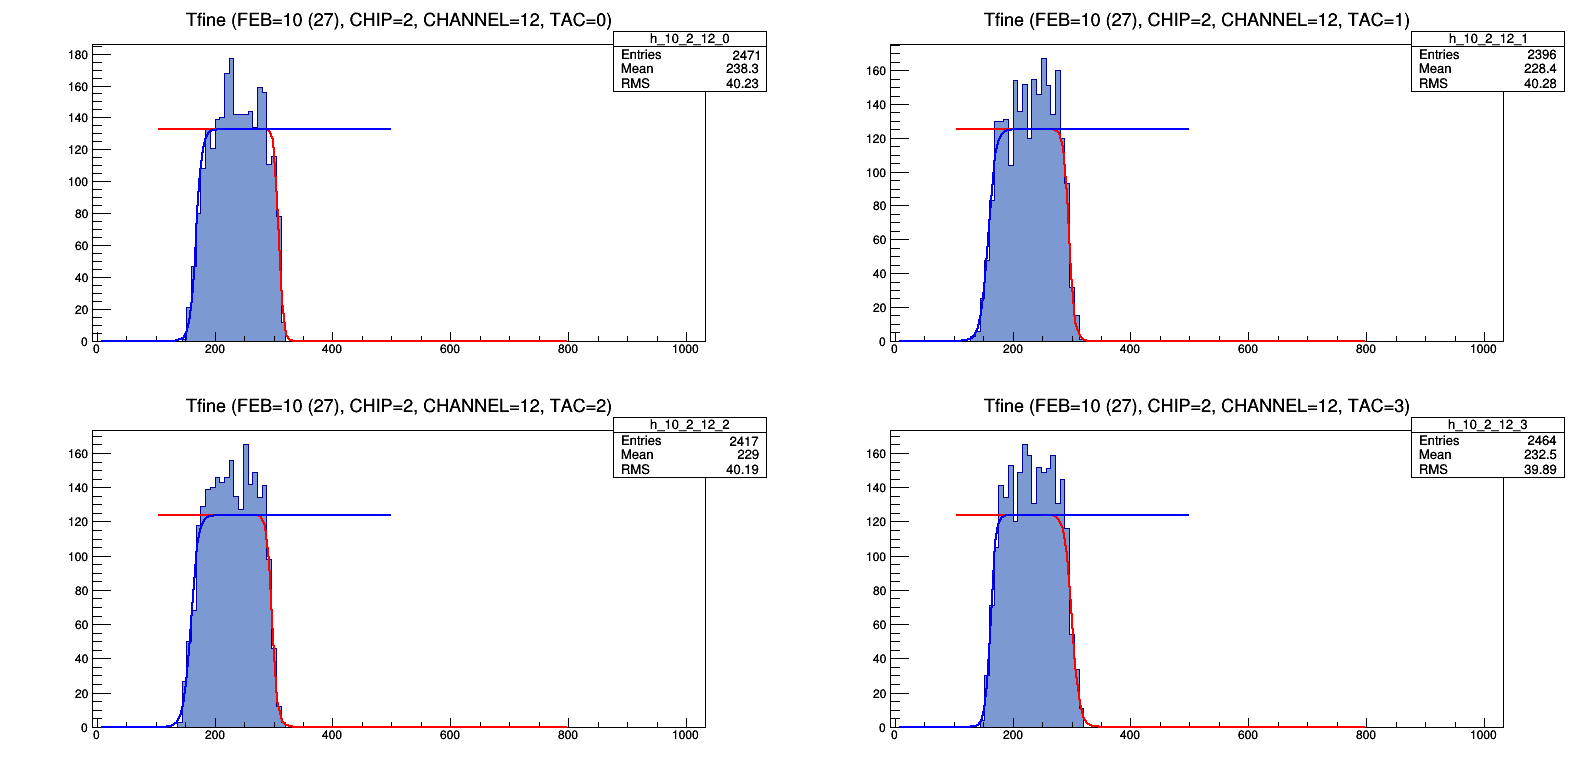 Tfine (FEB=10 (27), CHIP=2, CHANNEL=12, TAC=0)
h_10_2_12_0
Entries 2471
Mean 238.3
RMS 40.23
180
160
140
120
100
80
60
40
20
0
0 200 400 600 800 1000
Tfine (FEB=10 (27), CHIP=2, CHANNEL=12, TAC=1)
h_10_2_12_1
Entries 2396
Mean 228.4
RMS 40.28
160
140
120
100
80
60
40
20
0
0 200 400 600 800 1000
Tfine (FEB=10 (27), CHIP=2, CHANNEL=12, TAC=2)
h_10_2_12_2
Entries 2417
Mean 229
RMS 40.19
160
140
120
100
80
60
40
20
0
0 200 400 600 800 1000
Tfine (FEB=10 (27), CHIP=2, CHANNEL=12, TAC=3)
h_10_2_12_3
Entries 2464
Mean 232.5
RMS 39.89
160
140
120
100
80
60
40
20
0
0 200 400 600 800 1000